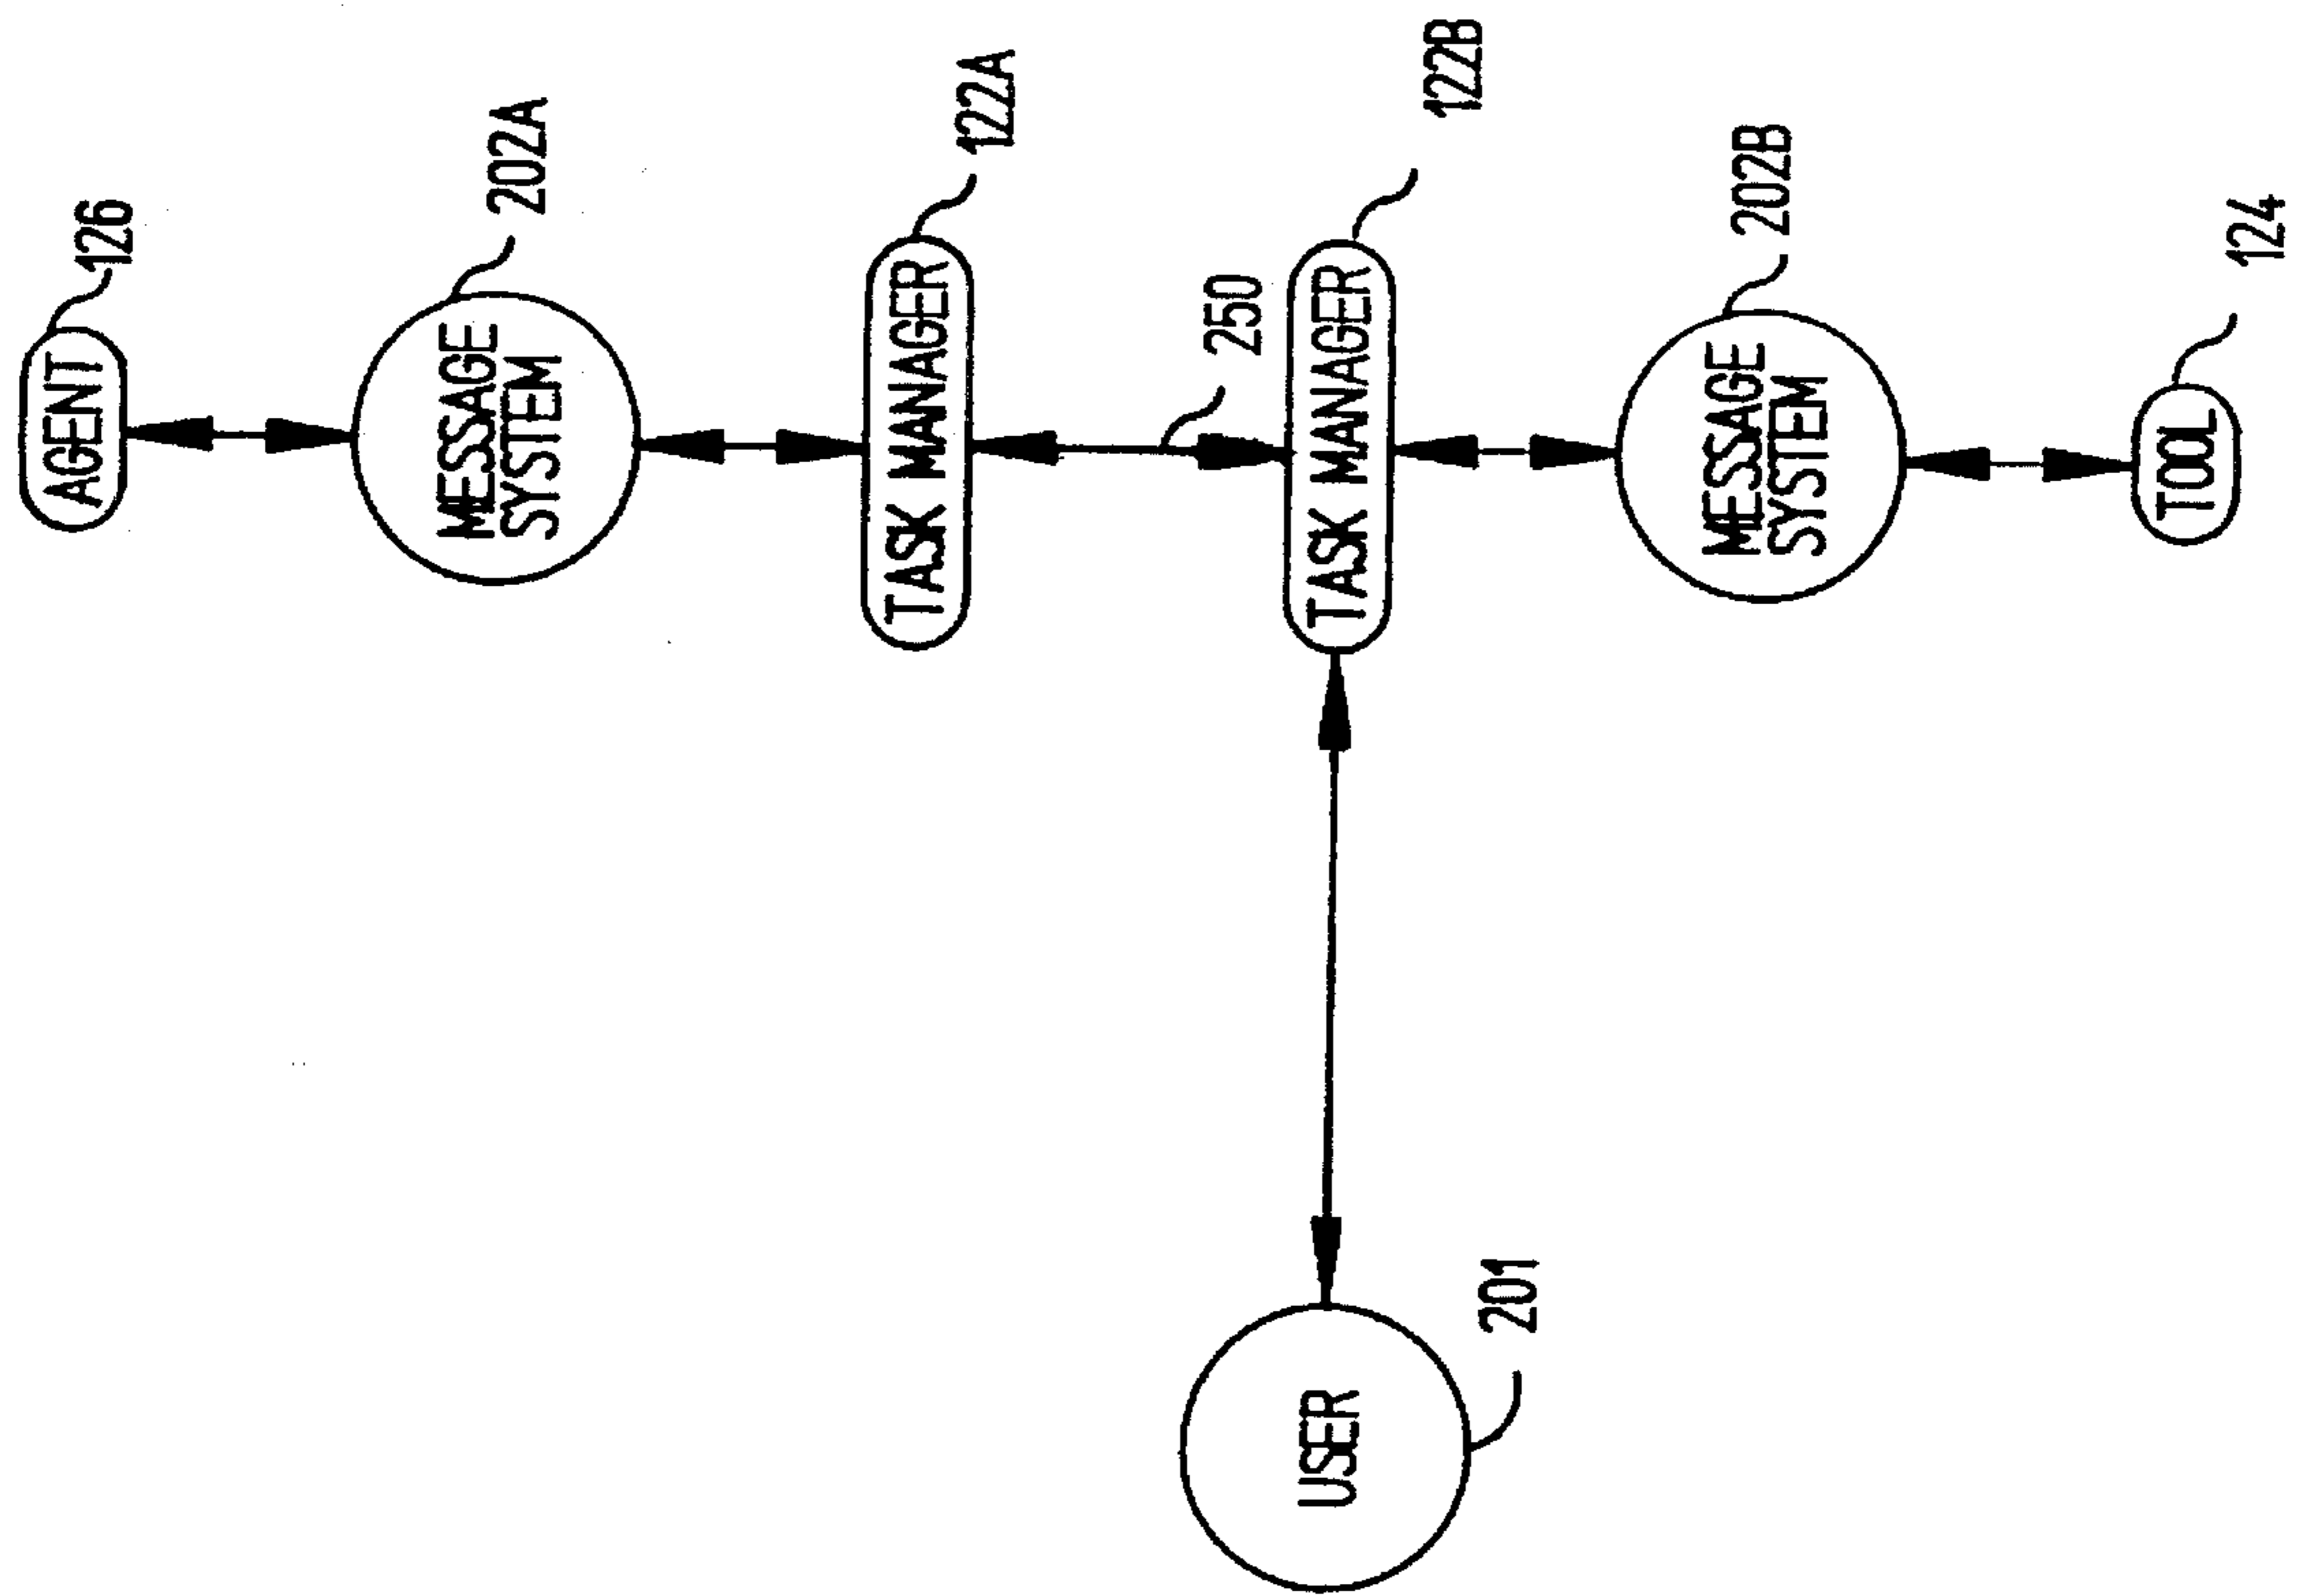 AGENT
126
MESSAGE
SYSTEM
202A
TASK MANAGER
122A
250
TASK MANAGER
122B
MESSAGE
SYSTEM
202B
TOOL
124
USER
201